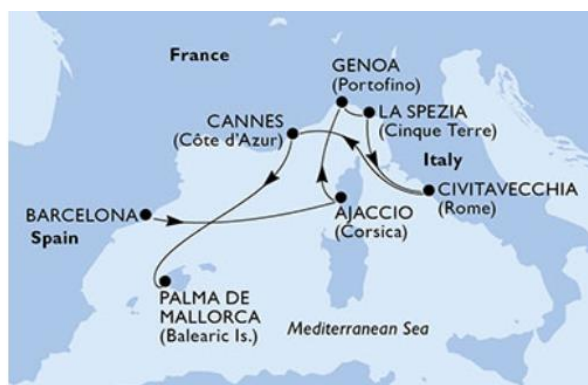 France
GENOA
(Portofino)
LA SPEZIA
(Cinque Terre)
CANNES
(Côte d'Azur)
Italy
CIVITAVECCHIA
(Rome)
BARCELONA
Spain
AJACCIO
(Corsica)
PALMA DE
MALLORCA
(Balearic Is.)
Mediterranean Sea